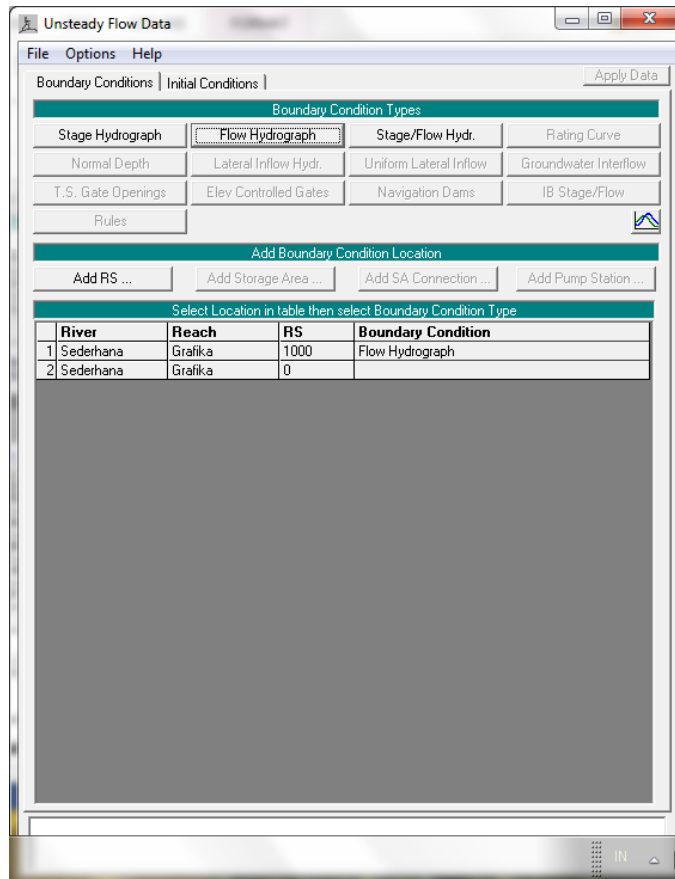 Unsteady Flow Data
File Options Help
Boundary Conditions Initial Conditions Apply Data
Boundary Condition Types
Stage Hydrograph Flow Hydrograph Stage/Flow Hydr. Rating Curve
Normal Depth Lateral Inflow Hydr. Uniform Lateral Inflow Groundwater Interflow
T.S. Gate Openings Elev Controlled Gates Navigation Dams IB Stage/Flow
Rules
Add Boundary Condition Location
Add RS ... Add Storage Area ... Add SA Connection ... Add Pump Station ...
Select Location in table then select Boundary Condition Type
River Reach RS Boundary Condition
1 Sederhana Grafika 1000 Flow Hydrograph
2 Sederhana Grafika 0
IN